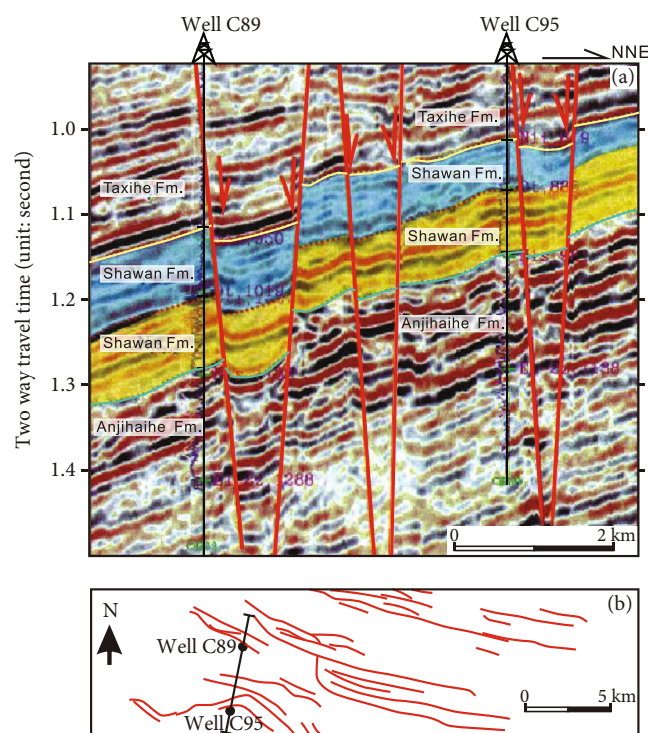 Well C89
Well C95
NNE
(a)
Two way travel time (unit: second)
1.0
1.1
1.2
1.3
1.4
Taxihe Fm.
Shawan Fm.
Taxihe Fm.
Shawan Fm.
Shawan Fm.
Shawan Fm.
Anjihaihe Fm.
Anjihaihe Fm.
0
2 km
(b)
N
Well C89
Well C95
0
5 km